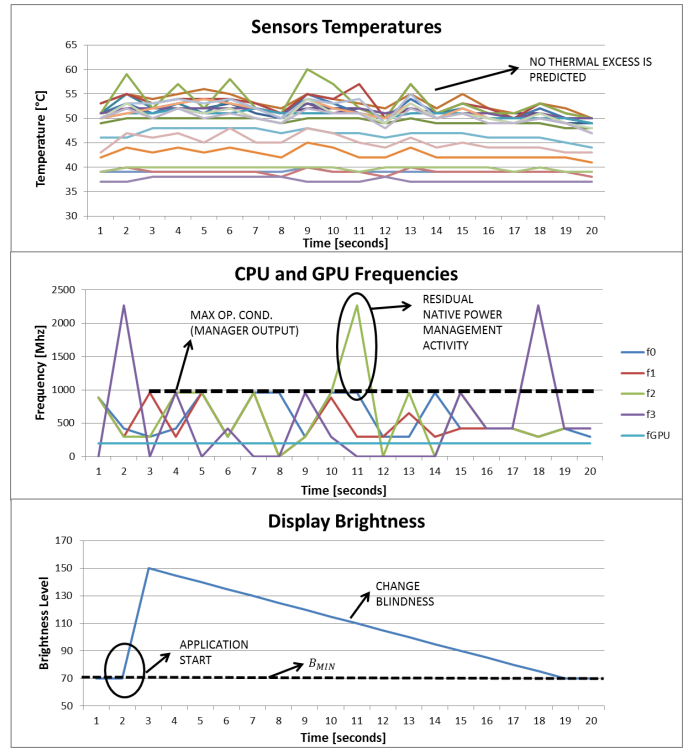 Sensors Temperatures
65
60
55
50
45
40
35
30
Temperature [°C]
NO THERMAL EXCESS IS
PREDICTED
1 2 3 4 5 6 7 8 9 10 11 12 13 14 15 16 17 18 19 20
Time [seconds]
CPU and GPU Frequencies
2500
2000
1500
1000
500
0
Frequency [Mhz]
MAX OP. COND.
(MANAGER OUTPUT)
RESIDUAL
NATIVE POWER
MANAGEMENT
ACTIVITY
f0
f1
f2
f3
fGPU
1 2 3 4 5 6 7 8 9 10 11 12 13 14 15 16 17 18 19 20
Time [seconds]
Display Brightness
170
150
130
110
90
70
50
Brightness Level
CHANGE
BLINDNESS
APPLICATION
START
B_MIN
1 2 3 4 5 6 7 8 9 10 11 12 13 14 15 16 17 18 19 20
Time [seconds]